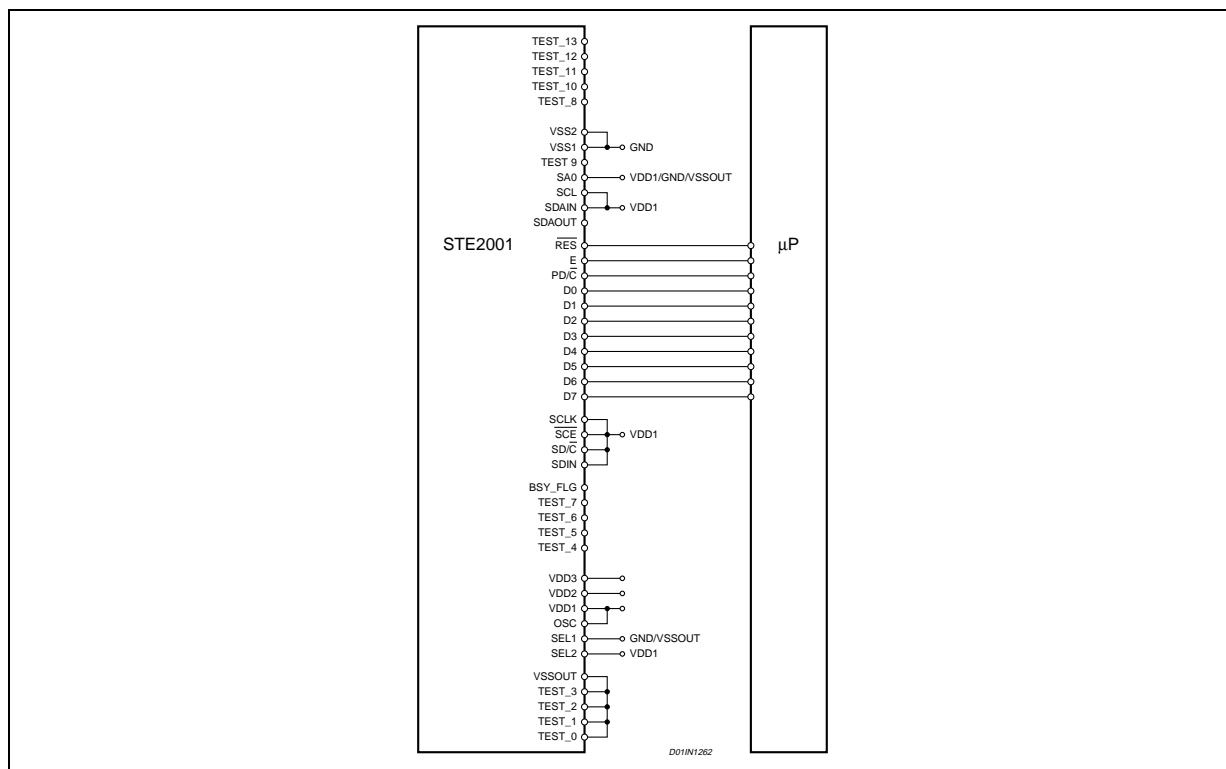 TEST_13
TEST_12
TEST_11
TEST_10
TEST_8
VSS2
VSS1 GND
TEST 9
SA0 VDD1/GND/VSSOUT
SCL
SDAIN VDD1
SDAOUT
STE2001 R̅E̅S̅ μP
E
PD/C̅
D0
D1
D2
D3
D4
D5
D6
D7
SCLK
S̅C̅E̅ VDD1
SD/C̅
SDIN
BSY_FLG
TEST_7
TEST_6
TEST_5
TEST_4
VDD3
VDD2
VDD1
OSC
SEL1 GND/VSSOUT
SEL2 VDD1
VSSOUT
TEST_3
TEST_2
TEST_1
TEST_0
D01IN1262